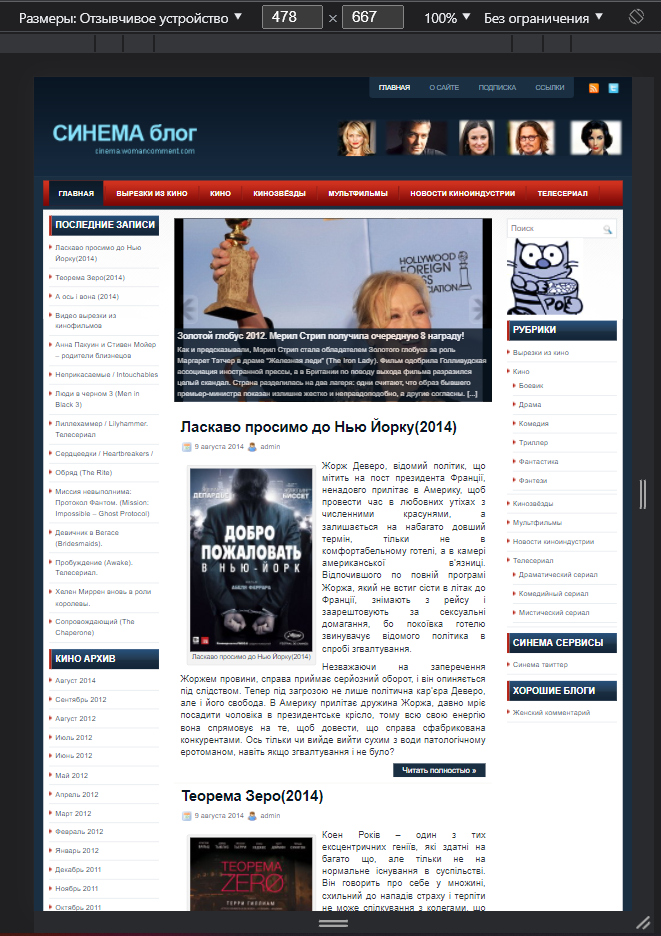 Размеры: Отзывчивое устройство ▼ 478 × 667 100% ▼ Без ограничения ▼
ГЛАВНАЯ О САЙТЕ ПОДПИСКА ССЫЛКИ
СИНЕМА блог
cinema.womancomment.com
ГЛАВНАЯ ВЫРЕЗКИ ИЗ КИНО КИНО КИНОЗВЁЗДЫ МУЛЬТФИЛЬМЫ НОВОСТИ КИНОИНДУСТРИИ ТЕЛЕСЕРИАЛ
ПОСЛЕДНИЕ ЗАПИСИ
Ласкаво просимо до Нью
Йорку(2014)
Теорема Зеро(2014)
А ось і вона (2014)
Видео вырезки из
кинофильмов
Анна Пакуин и Стивен Мойер
– родители близнецов
Неприкасаемые / Intouchables
Люди в черном 3 (Men in
Black 3)
Лиллехаммер / Lilyhammer.
Телесериал
Сердцеедки / Heartbreakers /
Обряд (The Rite)
Миссия невыполнима:
Протокол Фантом. (Mission:
Impossible – Ghost Protocol)
Девичник в Вегасе
(Bridesmaids).
Пробуждение (Awake).
Телесериал.
Хелен Миррен вновь в роли
королевы.
Сопровождающий (The
Chaperone)
КИНО АРХИВ
Август 2014
Сентябрь 2012
Август 2012
Июль 2012
Июнь 2012
Май 2012
Апрель 2012
Март 2012
Февраль 2012
Январь 2012
Декабрь 2011
Ноябрь 2011
Октябрь 2011
HOLLYWOOD
FOREIGN
PRESS
Золотой глобус 2012. Мерил Стрип получила очередную 8 награду!
Как и предсказывали, Мерил Стрип стала обладателем Золотого глобуса за роль
Маргарет Тэтчер в драме "Железная леди" (The Iron Lady). Фильм одобрила Голливудская
ассоциация иностранной прессы, а в Британии по поводу выхода фильма разразился
целый скандал. Страна разделилась на два лагеря: одни считают, что образ бывшего
премьер-министра показан излишне жестко и неправдоподобно, а другие согласны. [...]
Ласкаво просимо до Нью Йорку(2014)
9 августа 2014 admin
ДЕПАРДЬЕ БИССЕТ
ДОБРО
ПОЖАЛОВАТЬ
В НЬЮ-ЙОРК
АБЕЛЯ ФЕРРАРЫ
Ласкаво просимо до Нью Йорку(2014)
Жорж Деверо, відомий політик, що
мітить на пост президента Франції,
ненадовго прилітає в Америку, щоб
провести час в любовних утіхах з
численними красунями, а
залишається на набагато довший
термін, тільки не в
комфортабельному готелі, а в камері
американської в'язниці.
Відпочившого по повній програмі
Жоржа, який не встиг сісти в літак до
Франції, знімають з рейсу і
заарештовують за сексуальні
домагання, бо покоївка готелю
звинувачує відомого політика в
спробі згвалтування.
Незважаючи на заперечення
Жоржем провини, справа приймає серйозний оборот, і він опиняється
під слідством. Тепер під загрозою не лише політична кар'єра Деверо,
але і його свобода. В Америку прилітає дружина Жоржа, давно мріє
посадити чоловіка в президентське крісло, тому всю свою енергію
вона спрямовує на те, щоб довести, що справа сфабрикована
конкурентами. Ось тільки чи вийде вийти сухим з води патологічному
еротоманом, навіть якщо згвалтування і не було?
Читать полностью »
Теорема Зеро(2014)
9 августа 2014 admin
ТЕОРЕМА
ZERO
ТЕРРИ ГИЛЛИАМ
Коен Років – один з тих
ексцентричних геніїв, які здатні на
багато що, але тільки не на
нормальне існування в суспільстві.
Він говорить про себе у множині,
схильний до нападів страху і терпіти
не може спілкування з колегами, що
Поиск
РУБРИКИ
Вырезки из кино
Кино
Боевик
Драма
Комедия
Триллер
Фантастика
Фэнтези
Кинозвёзды
Мультфильмы
Новости киноиндустрии
Телесериал
Драматический сериал
Комедийный сериал
Мистический сериал
СИНЕМА СЕРВИСЫ
Синема твиттер
ХОРОШИЕ БЛОГИ
Женский комментарий